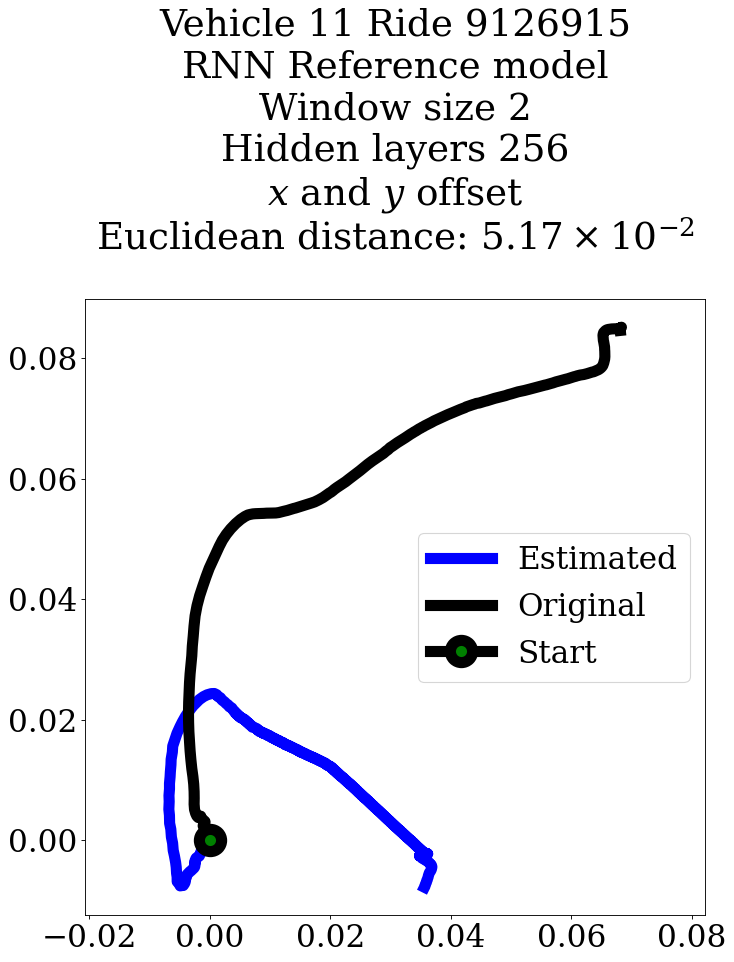 Vehicle 11 Ride 9126915
RNN Reference model
Window size 2
Hidden layers 256
x and y offset
Euclidean distance: 5.17 × 10⁻²
0.08
0.06
0.04
0.02
0.00
Estimated
Original
Start
−0.02 0.00 0.02 0.04 0.06 0.08